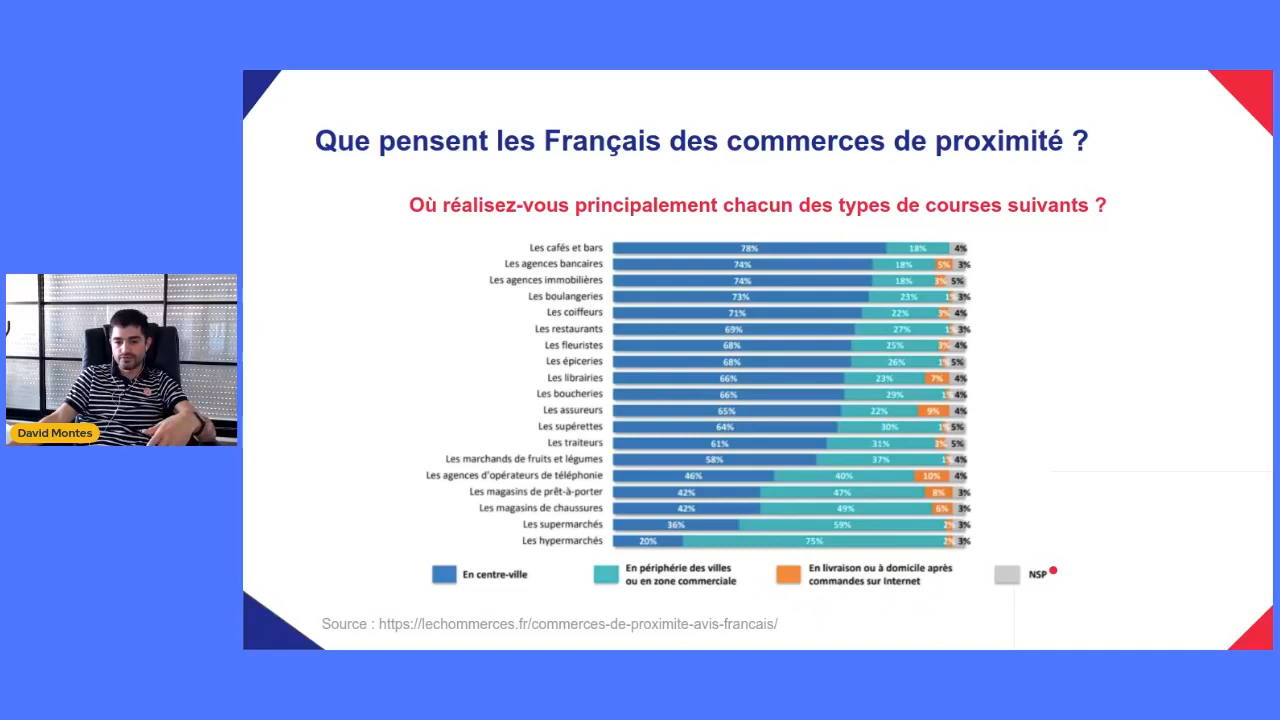 Que pensent les Français des commerces de proximité ?
Où réalisez-vous principalement chacun des types de courses suivants ?
Les cafés et bars 78% 18% 4%
Les agences bancaires 74% 18% 5% 3%
Les agences immobilières 74% 18% 3% 5%
Les boulangeries 73% 23% 1% 3%
Les coiffeurs 71% 22% 3% 4%
Les restaurants 69% 27% 1% 3%
Les fleuristes 68% 25% 3% 4%
Les épiceries 68% 26% 1% 5%
Les librairies 66% 23% 7% 4%
Les boucheries 66% 29% 1% 4%
Les assureurs 65% 22% 9% 4%
Les supérettes 64% 30% 1% 5%
Les traiteurs 61% 31% 3% 5%
Les marchands de fruits et légumes 58% 37% 1% 4%
Les agences d'opérateurs de téléphonie 46% 40% 10% 4%
Les magasins de prêt-à-porter 42% 47% 8% 3%
Les magasins de chaussures 42% 49% 6% 3%
Les supermarchés 36% 59% 2% 3%
Les hypermarchés 20% 75% 2% 3%
En centre-ville
En périphérie des villes
ou en zone commerciale
En livraison ou à domicile après
commandes sur Internet
NSP
Source : https://lechommerces.fr/commerces-de-proximite-avis-francais/
David Montes